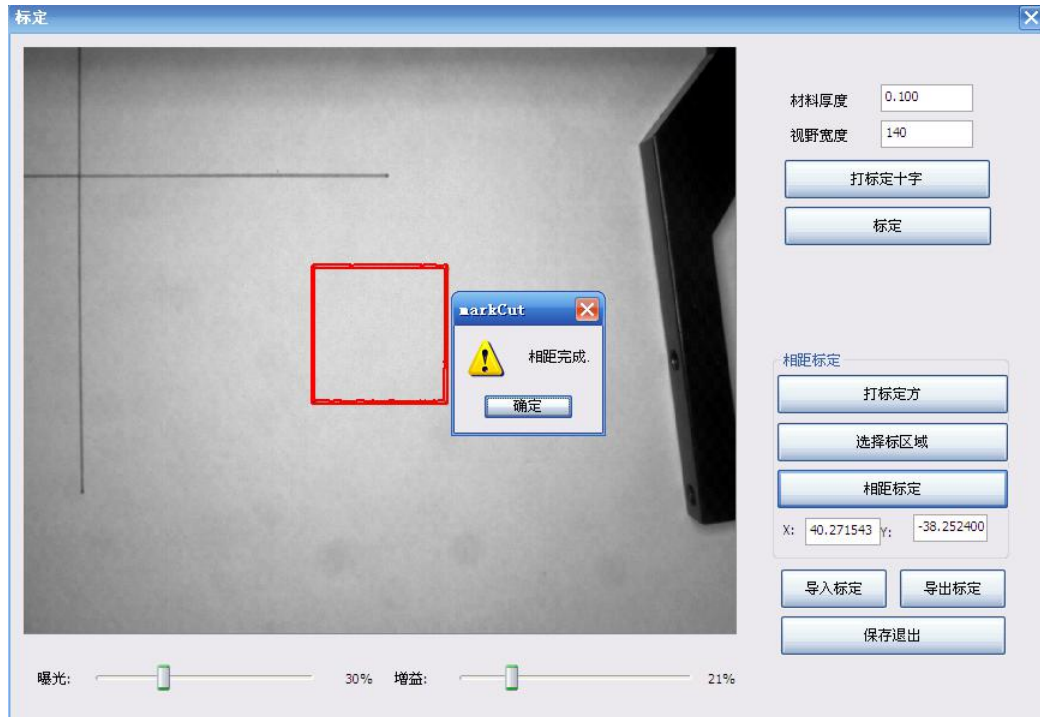 标定
材料厚度 0.100
视野宽度 140
打标定十字
标定
markCut
相距完成.
确定
相距标定
打标定方
选择标区域
相距标定
X: 40.271543 Y: -38.252400
导入标定 导出标定
保存退出
曝光: 30% 增益: 21%